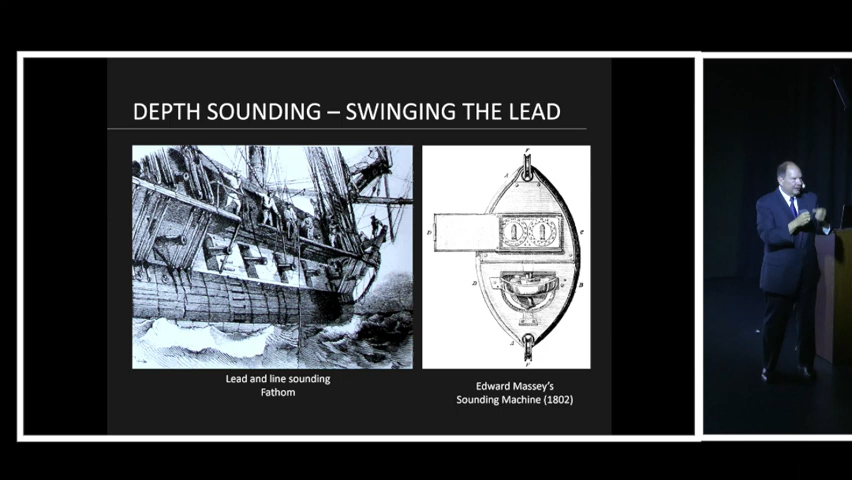 DEPTH SOUNDING – SWINGING THE LEAD
Lead and line sounding
Fathom
Edward Massey's
Sounding Machine (1802)